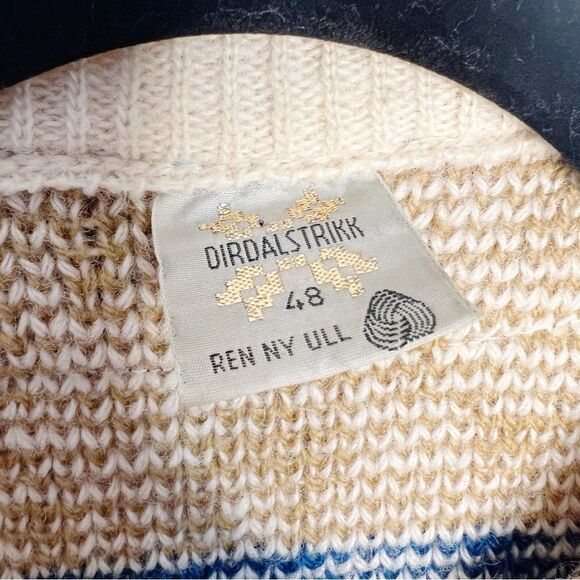 DIRDALSTRIKK
48
REN NY ULL